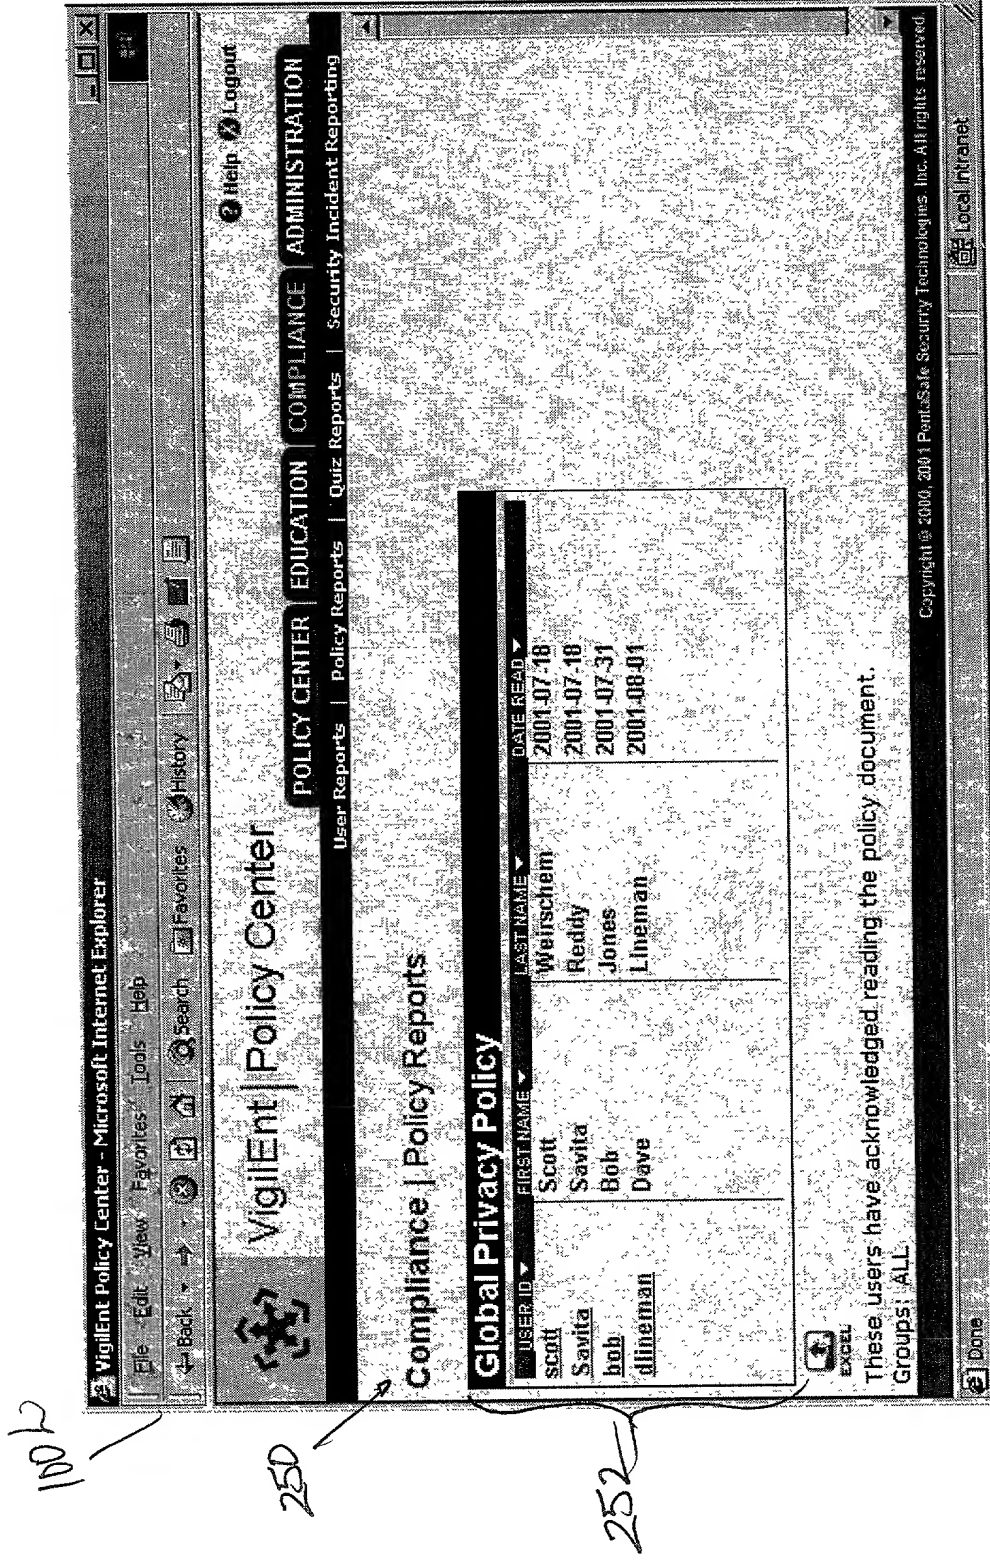 100
250
252
VigilEnt Policy Center - Microsoft Internet Explorer
File Edit View Favorites Tools Help
Back Search Favorites History
VigilEnt | Policy Center
Help Logout
POLICY CENTER EDUCATION COMPLIANCE ADMINISTRATION
User Reports | Policy Reports | Quiz Reports | Security Incident Reporting
Compliance | Policy Reports
Global Privacy Policy
USER ID FIRST NAME LAST NAME DATE READ
scott Scott 2001-07-18
Savita Savita Reddy 2001-07-18
bob Bob Jones 2001-07-31
dlineman Dave Lineman 2001-08-01
EXCEL
These users have acknowledged reading the policy document.
Groups: ALL
Copyright © 2000, 2001 PentaSafe Security Technologies, Inc. All rights reserved.
Done Local intranet